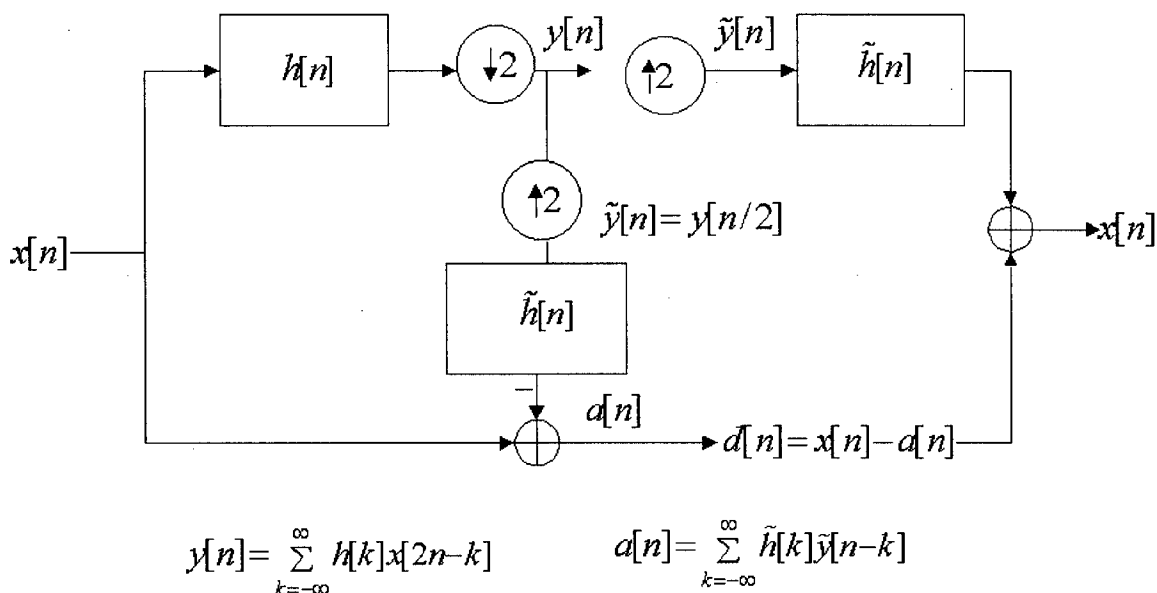 h[n]
↓2
y[n]
↑2
ỹ[n]
h̃[n]
↑2
ỹ[n]= y[n/2]
x[n]
x[n]
h̃[n]
−
a[n]
d[n]= x[n]−a[n]
y[n]= ∑_{k=−∞}^{∞} h[k]x[2n−k]
a[n]= ∑_{k=−∞}^{∞} h̃[k]ỹ[n−k]